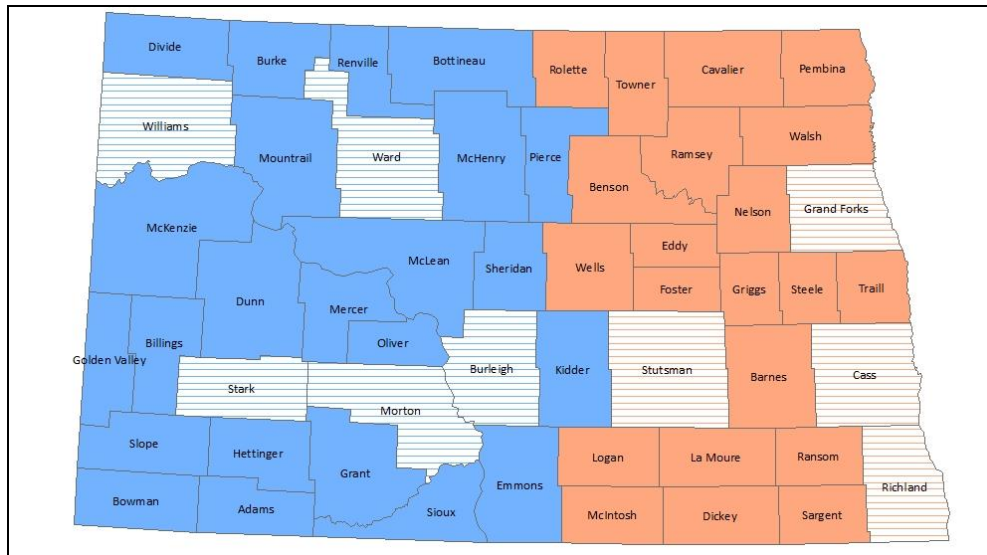 Divide
Burke
Renville
Bottineau
Rolette
Towner
Cavalier
Pembina
Williams
Mountrail
Ward
McHenry
Pierce
Benson
Ramsey
Walsh
Nelson
Grand Forks
McKenzie
McLean
Sheridan
Wells
Eddy
Foster
Griggs
Steele
Traill
Dunn
Mercer
Oliver
Golden Valley
Billings
Stark
Morton
Burleigh
Kidder
Stutsman
Barnes
Cass
Slope
Hettinger
Grant
Emmons
Logan
La Moure
Ransom
Richland
Bowman
Adams
Sioux
McIntosh
Dickey
Sargent